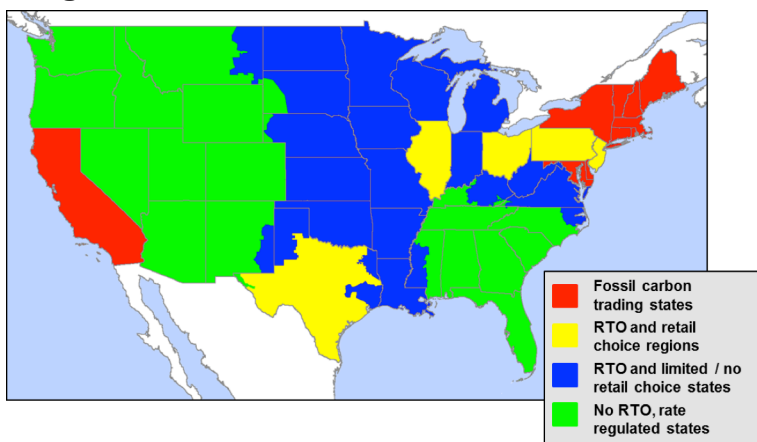 Fossil carbon
trading states
RTO and retail
choice regions
RTO and limited / no
retail choice states
No RTO, rate
regulated states